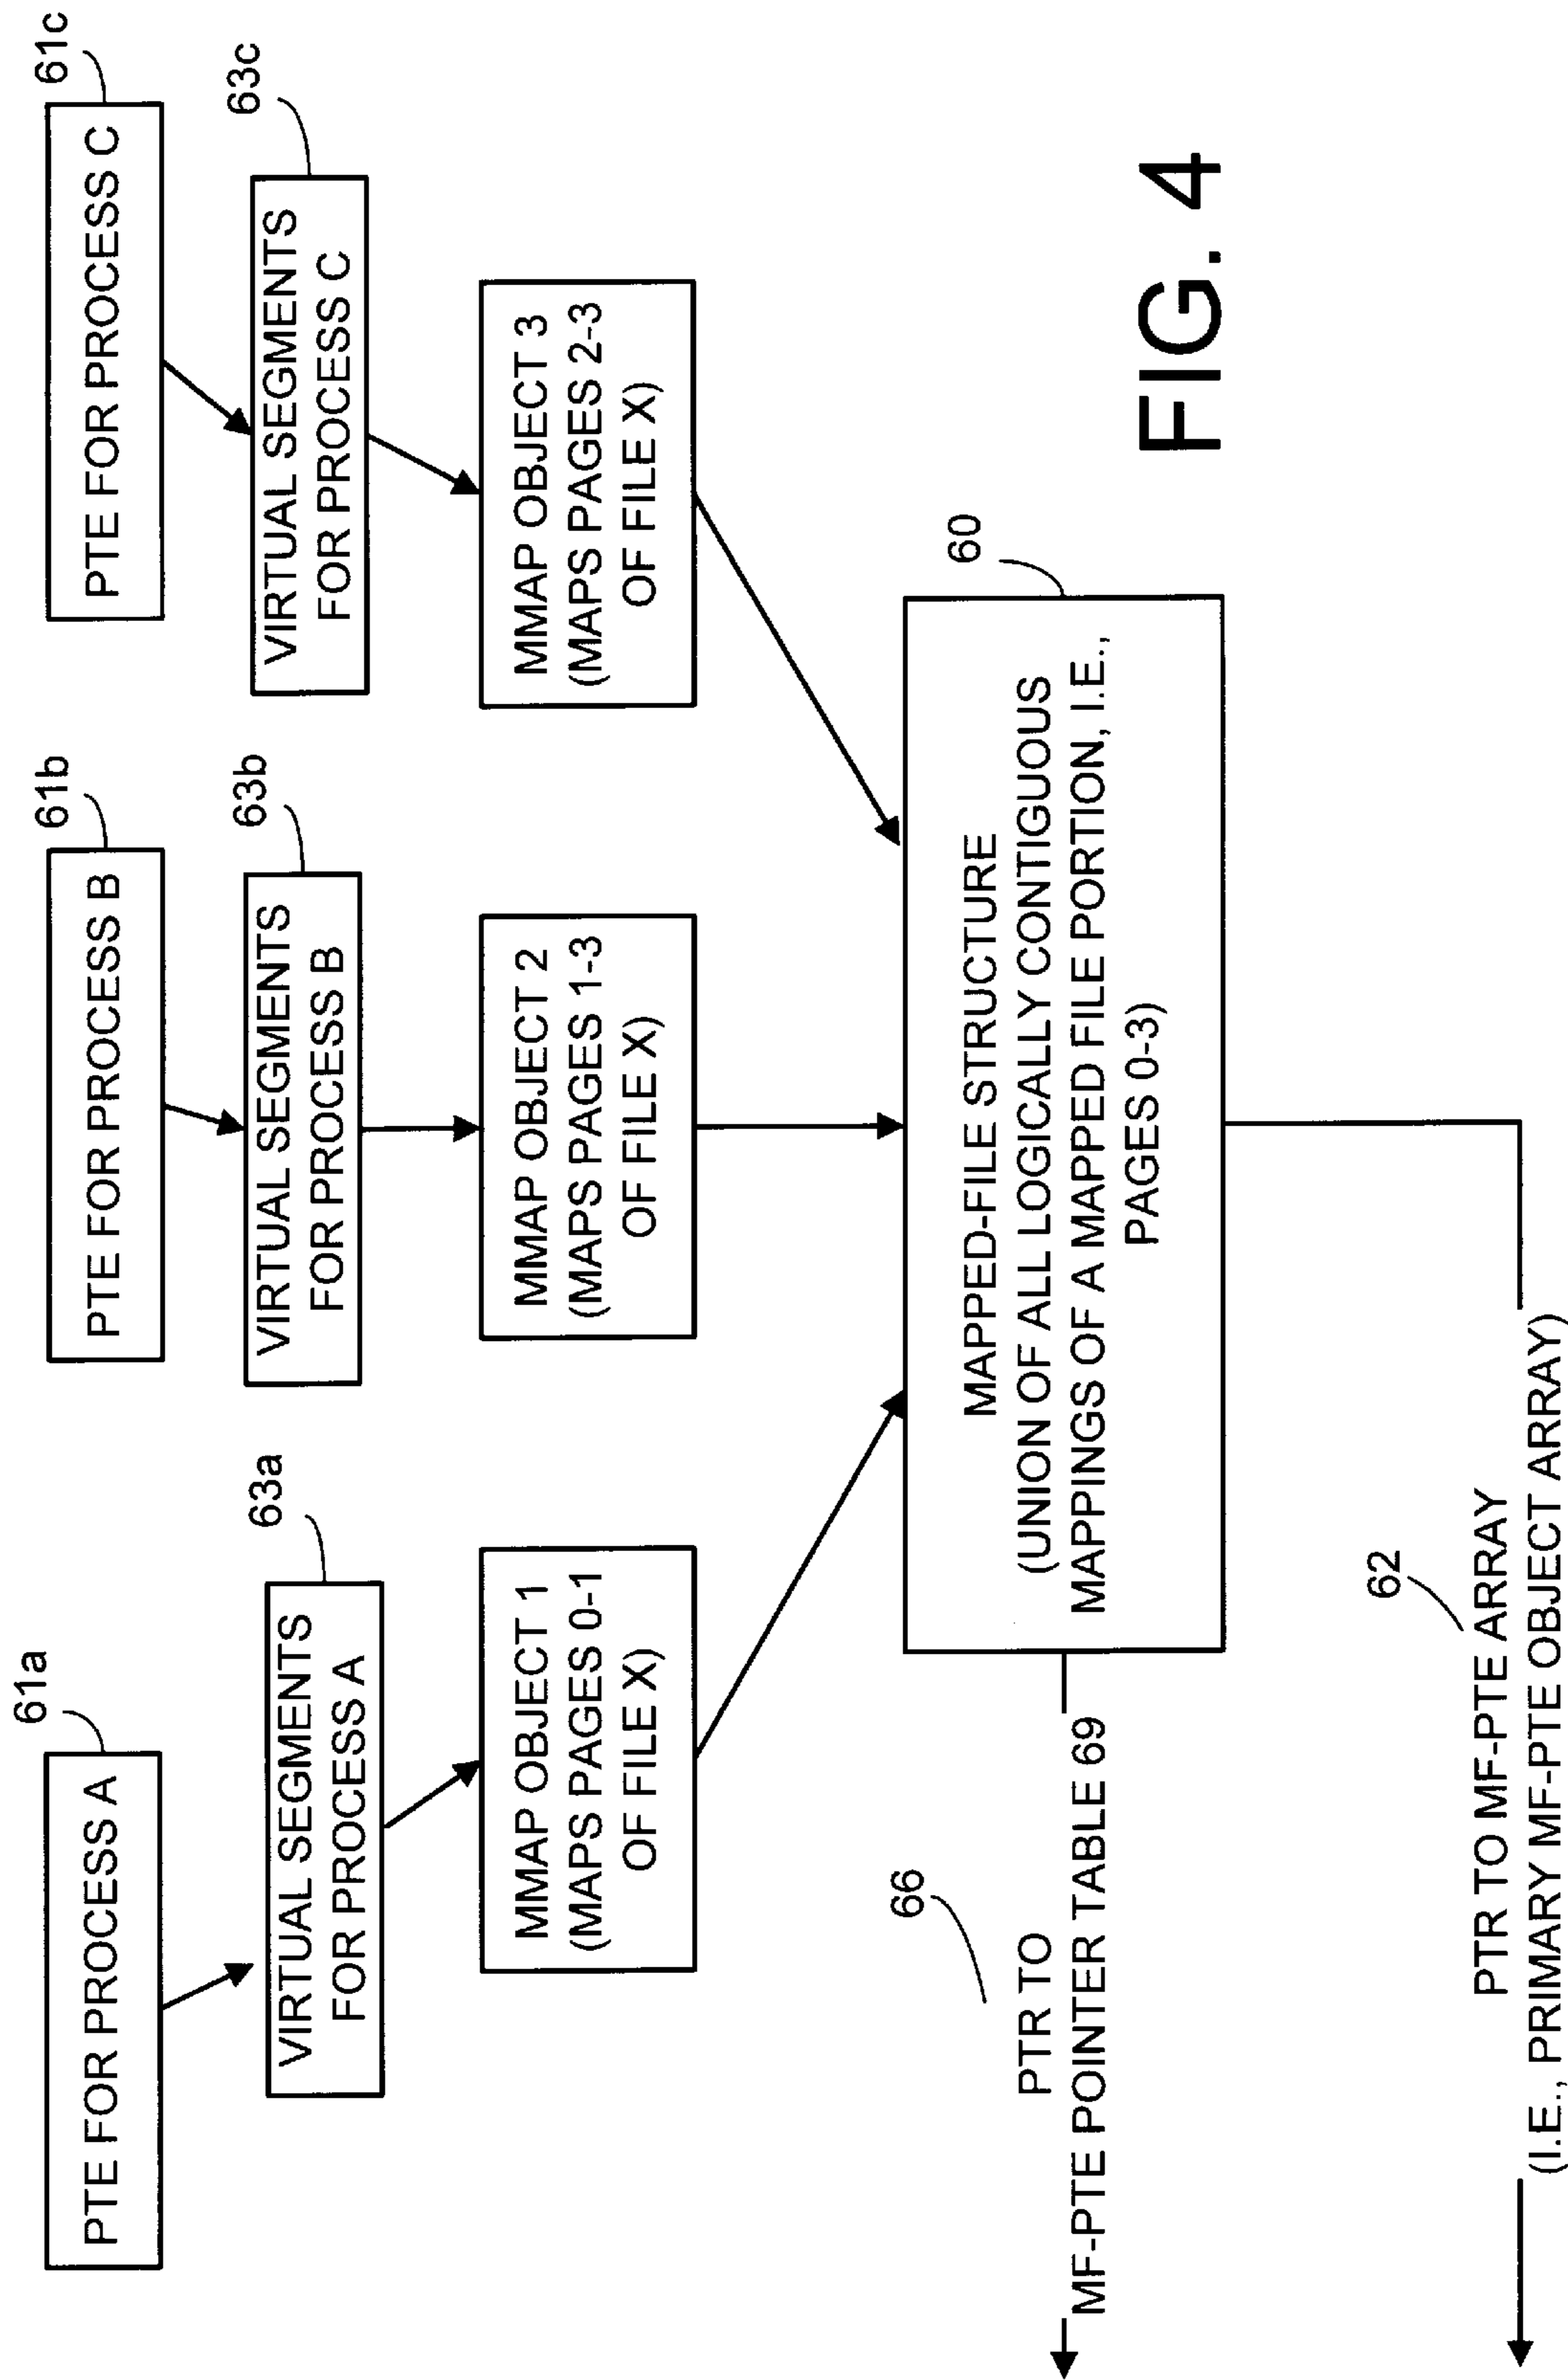 61a
PTE FOR PROCESS A
61b
PTE FOR PROCESS B
61c
PTE FOR PROCESS C
63a
VIRTUAL SEGMENTS
FOR PROCESS A
63b
VIRTUAL SEGMENTS
FOR PROCESS B
63c
VIRTUAL SEGMENTS
FOR PROCESS C
MMAP OBJECT 1
(MAPS PAGES 0-1
OF FILE X)
MMAP OBJECT 2
(MAPS PAGES 1-3
OF FILE X)
MMAP OBJECT 3
(MAPS PAGES 2-3
OF FILE X)
66
PTR TO
MF-PTE POINTER TABLE 69
60
MAPPED-FILE STRUCTURE
(UNION OF ALL LOGICALLY CONTIGUOUS
MAPPINGS OF A MAPPED FILE PORTION, I.E.,
PAGES 0-3)
62
PTR TO MF-PTE ARRAY
(I.E., PRIMARY MF-PTE OBJECT ARRAY)
FIG. 4